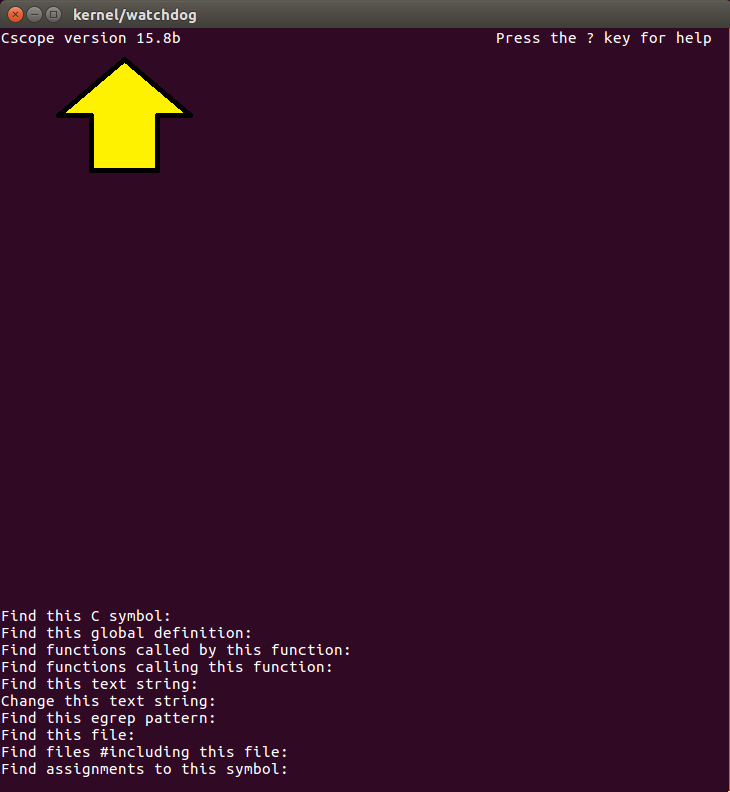 kernel/watchdog
Cscope version 15.8b Press the ? key for help
Find this C symbol:
Find this global definition:
Find functions called by this function:
Find functions calling this function:
Find this text string:
Change this text string:
Find this egrep pattern:
Find this file:
Find files #including this file:
Find assignments to this symbol: